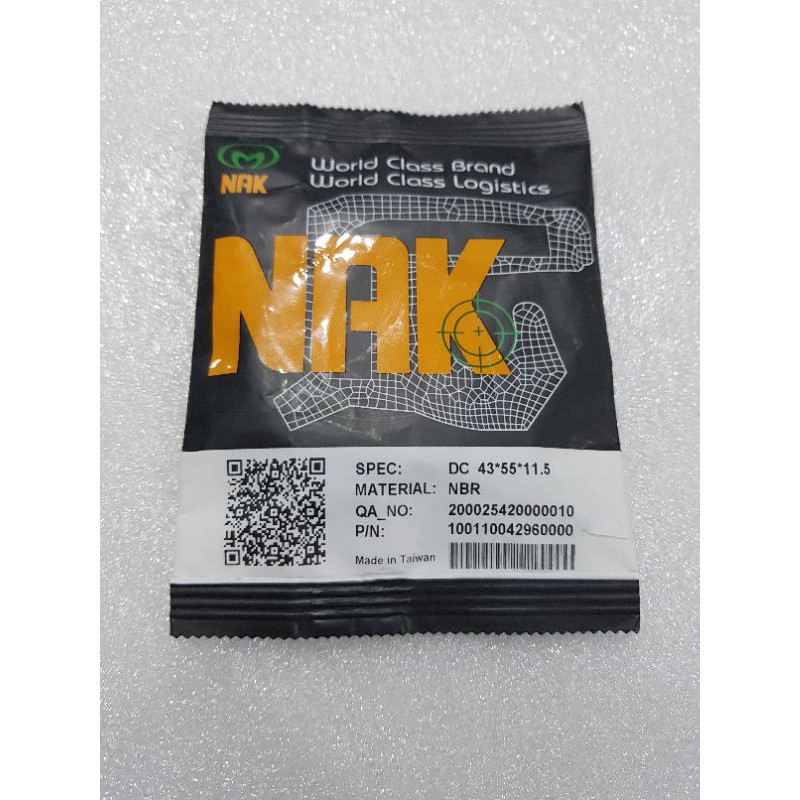 NAK
World Class Brand
World Class Logistics
NAK
SPEC: DC 43*55*11.5
MATERIAL: NBR
QA_NO: 200025420000010
P/N: 100110042960000
Made in Taiwan